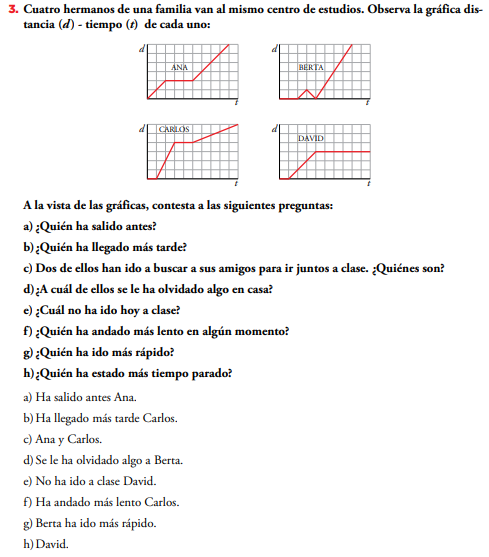 3. Cuatro hermanos de una familia van al mismo centro de estudios. Observa la gráfica dis-
tancia (d) - tiempo (t) de cada uno:
d
ANA
t
d
BERTA
t
d
CARLOS
t
d
DAVID
t
A la vista de las gráficas, contesta a las siguientes preguntas:
a) ¿Quién ha salido antes?
b) ¿Quién ha llegado más tarde?
c) Dos de ellos han ido a buscar a sus amigos para ir juntos a clase. ¿Quiénes son?
d) ¿A cuál de ellos se le ha olvidado algo en casa?
e) ¿Cuál no ha ido hoy a clase?
f) ¿Quién ha andado más lento en algún momento?
g) ¿Quién ha ido más rápido?
h) ¿Quién ha estado más tiempo parado?
a) Ha salido antes Ana.
b) Ha llegado más tarde Carlos.
c) Ana y Carlos.
d) Se le ha olvidado algo a Berta.
e) No ha ido a clase David.
f) Ha andado más lento Carlos.
g) Berta ha ido más rápido.
h) David.